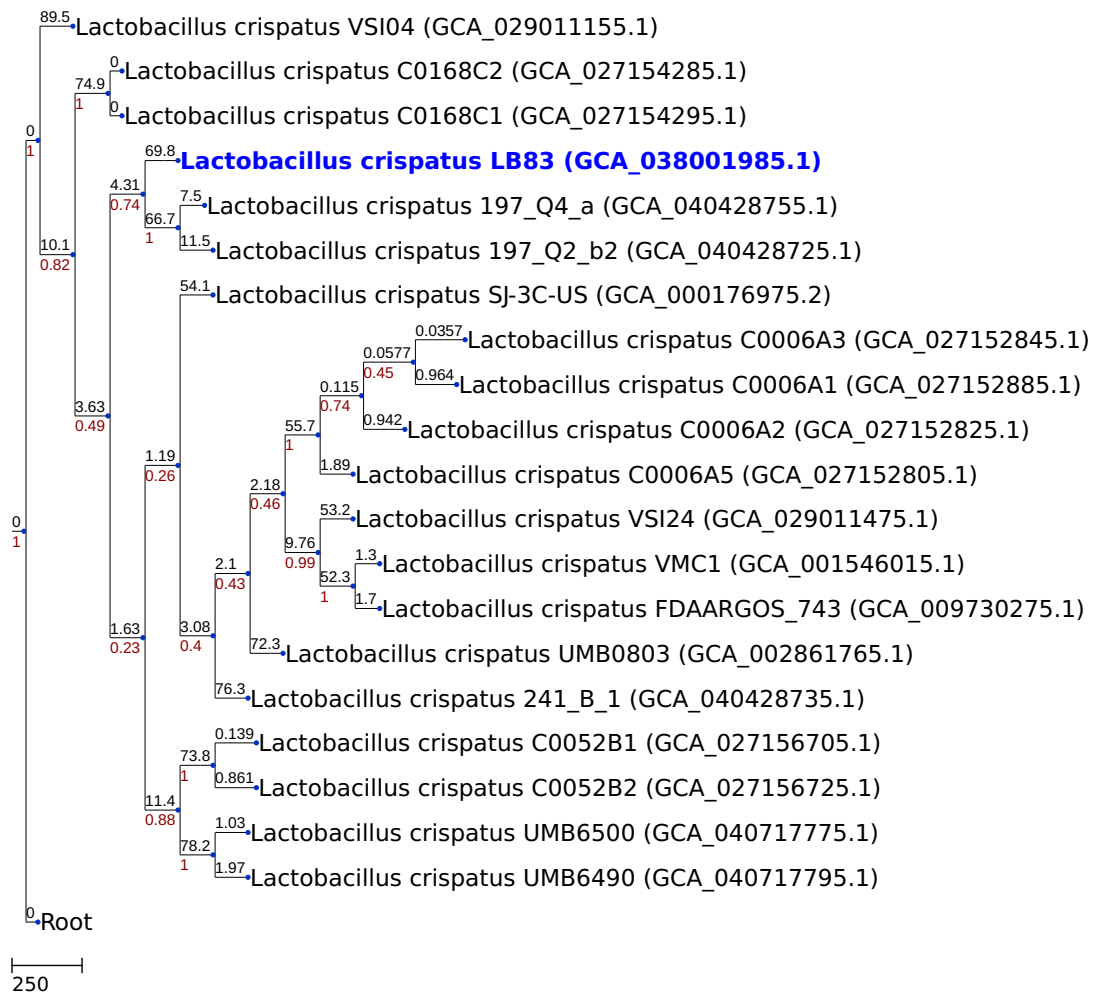 89.5
Lactobacillus crispatus VSI04 (GCA_029011155.1)
0
Lactobacillus crispatus C0168C2 (GCA_027154285.1)
74.9
1
0
Lactobacillus crispatus C0168C1 (GCA_027154295.1)
0
1
69.8
Lactobacillus crispatus LB83 (GCA_038001985.1)
4.31
0.74
7.5
Lactobacillus crispatus 197_Q4_a (GCA_040428755.1)
66.7
1
11.5
Lactobacillus crispatus 197_Q2_b2 (GCA_040428725.1)
10.1
0.82
54.1
Lactobacillus crispatus SJ-3C-US (GCA_000176975.2)
0.0357
Lactobacillus crispatus C0006A3 (GCA_027152845.1)
0.0577
0.45
0.964
Lactobacillus crispatus C0006A1 (GCA_027152885.1)
0.115
0.74
0.942
Lactobacillus crispatus C0006A2 (GCA_027152825.1)
3.63
0.49
55.7
1
1.89
Lactobacillus crispatus C0006A5 (GCA_027152805.1)
1.19
0.26
2.18
0.46
53.2
Lactobacillus crispatus VSI24 (GCA_029011475.1)
0
1
9.76
0.99
1.3
Lactobacillus crispatus VMC1 (GCA_001546015.1)
2.1
0.43
52.3
1
1.7
Lactobacillus crispatus FDAARGOS_743 (GCA_009730275.1)
1.63
0.23
3.08
0.4
72.3
Lactobacillus crispatus UMB0803 (GCA_002861765.1)
76.3
Lactobacillus crispatus 241_B_1 (GCA_040428735.1)
0.139
Lactobacillus crispatus C0052B1 (GCA_027156705.1)
73.8
1
0.861
Lactobacillus crispatus C0052B2 (GCA_027156725.1)
11.4
0.88
1.03
Lactobacillus crispatus UMB6500 (GCA_040717775.1)
78.2
1
1.97
Lactobacillus crispatus UMB6490 (GCA_040717795.1)
0
Root
250